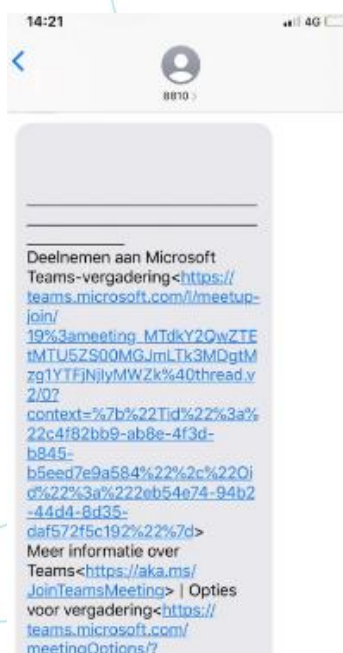 14:21
4G
8810 >
Deelnemen aan Microsoft
Teams-vergadering<https://
teams.microsoft.com/l/meetup-
join/
19%3ameeting_MTdkY2QwZTE
tMTU5ZS00MGJmLTk3MDgtM
zg1YTFjNjlyMWZk%40thread.v
2/0?
context=%7b%22Tid%22%3a%
22c4f82bb9-ab8e-4f3d-
b845-
b5eed7e9a584%22%2c%22Oi
d%22%3a%222eb54e74-94b2
-44d4-8d35-
daf572f5c192%22%7d>
Meer informatie over
Teams<https://aka.ms/
JoinTeamsMeeting> | Opties
voor vergadering<https://
teams.microsoft.com/
meetingOptions/?